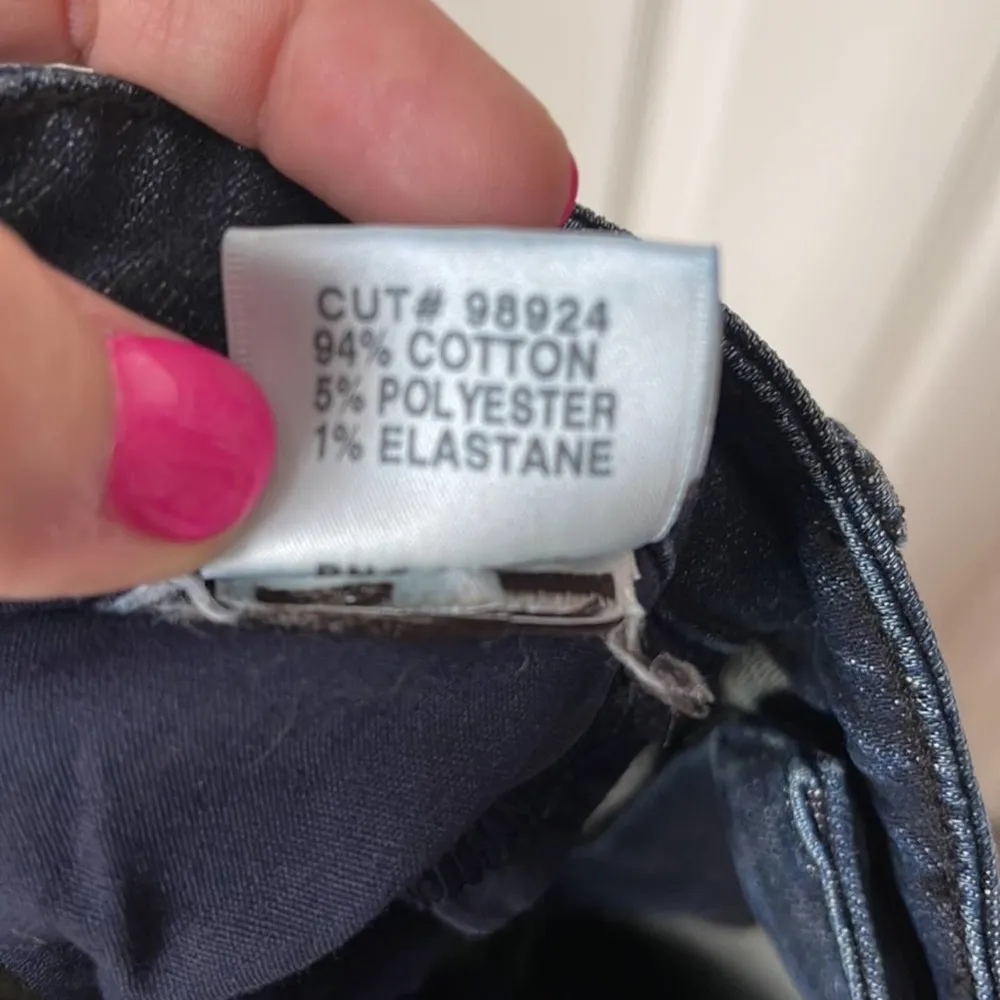 CUT# 98924
94% COTTON
5% POLYESTER
1% ELASTANE